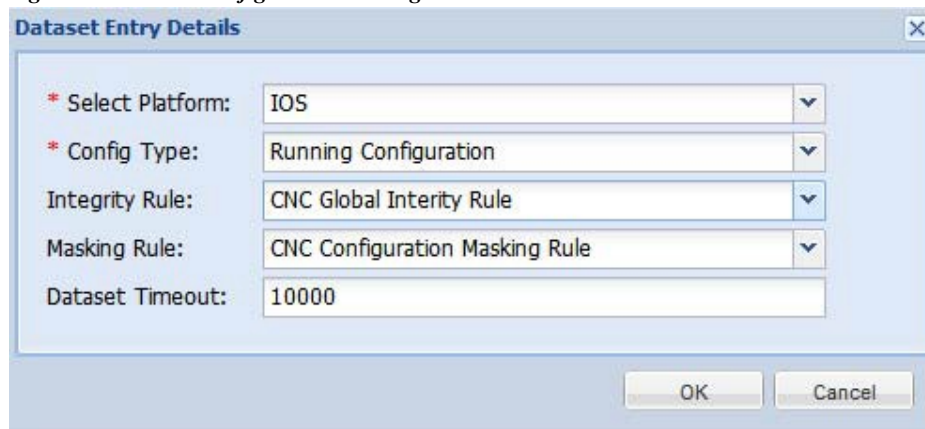 Dataset Entry Details
* Select Platform: IOS
* Config Type: Running Configuration
Integrity Rule: CNC Global Interity Rule
Masking Rule: CNC Configuration Masking Rule
Dataset Timeout: 10000
OK Cancel